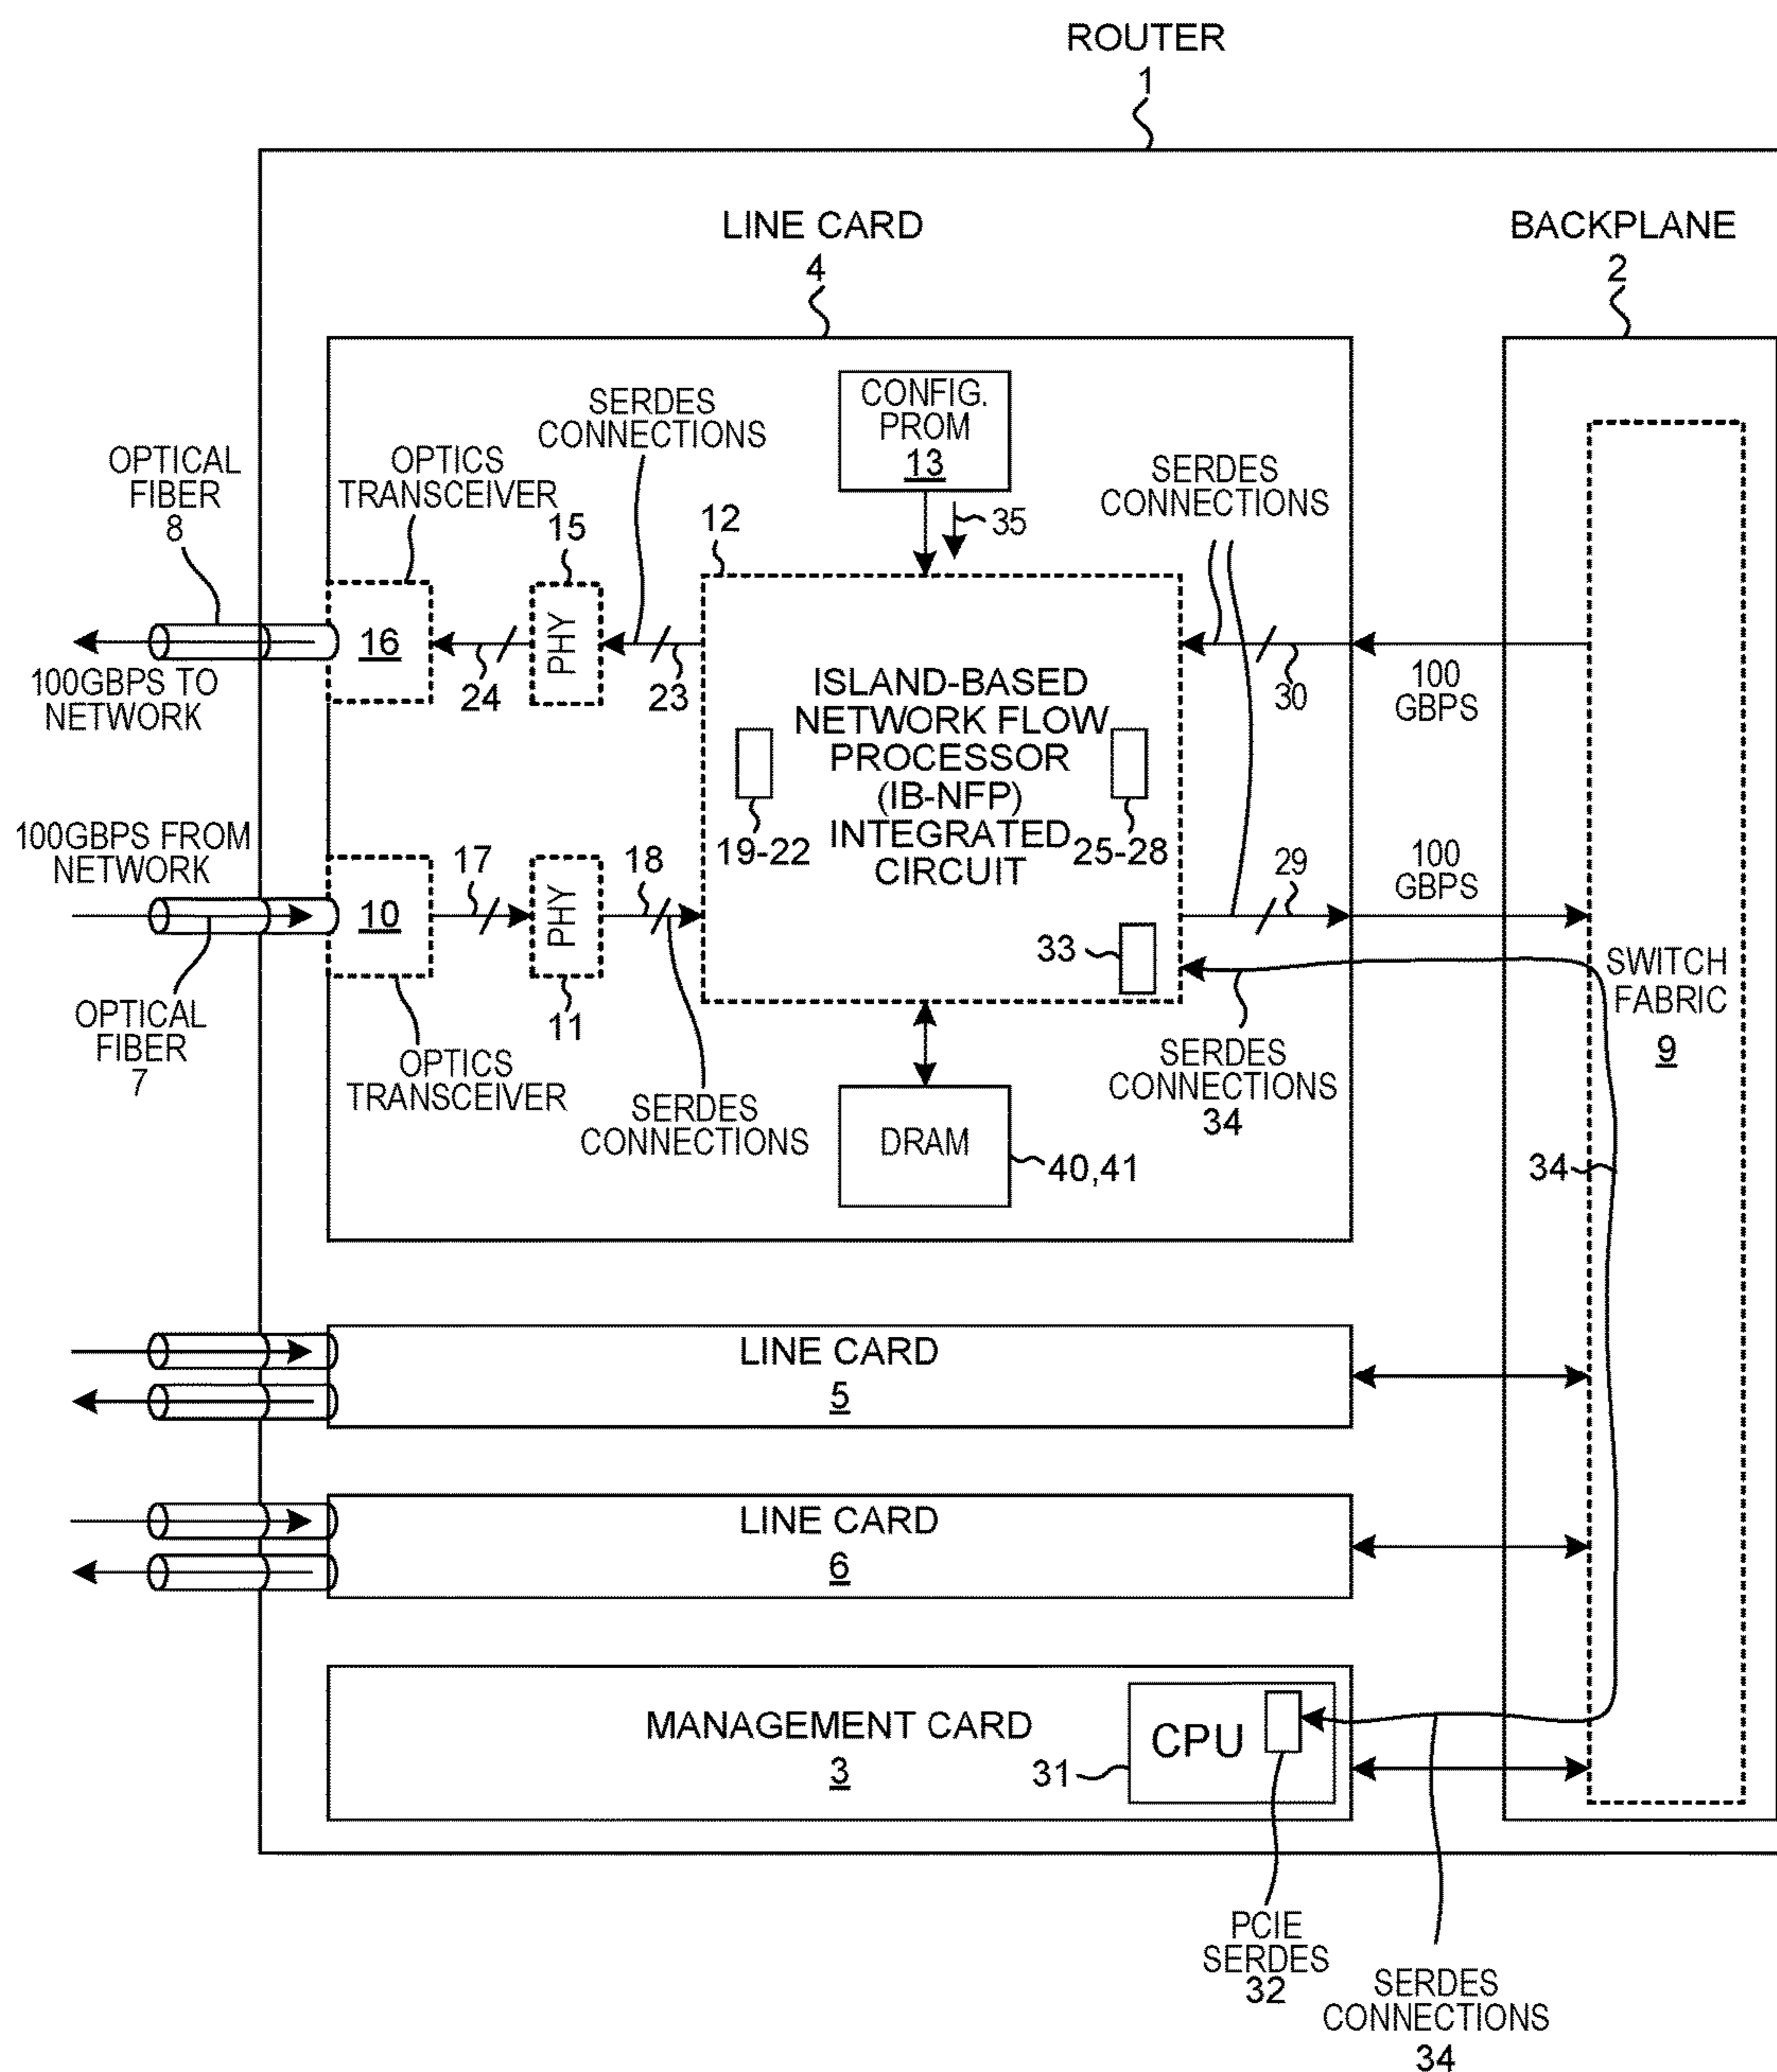 ROUTER
1
LINE CARD
4
BACKPLANE
2
CONFIG.
PROM
13
35
SERDES
CONNECTIONS
OPTICS
TRANSCEIVER
OPTICAL
FIBER
8
SERDES
CONNECTIONS
15
12
16
PHY
24
23
30
100
GBPS
100GBPS TO
NETWORK
ISLAND-BASED
NETWORK FLOW
PROCESSOR
(IB-NFP)
INTEGRATED
CIRCUIT
19-22
25-28
100GBPS FROM
NETWORK
17
18
29
100
GBPS
10
PHY
33
SWITCH
FABRIC
9
11
OPTICAL
FIBER
7
OPTICS
TRANSCEIVER
SERDES
CONNECTIONS
SERDES
CONNECTIONS
34
DRAM
40,41
34
LINE CARD
5
LINE CARD
6
MANAGEMENT CARD
3
31
CPU
PCIE
SERDES
32
SERDES
CONNECTIONS
34